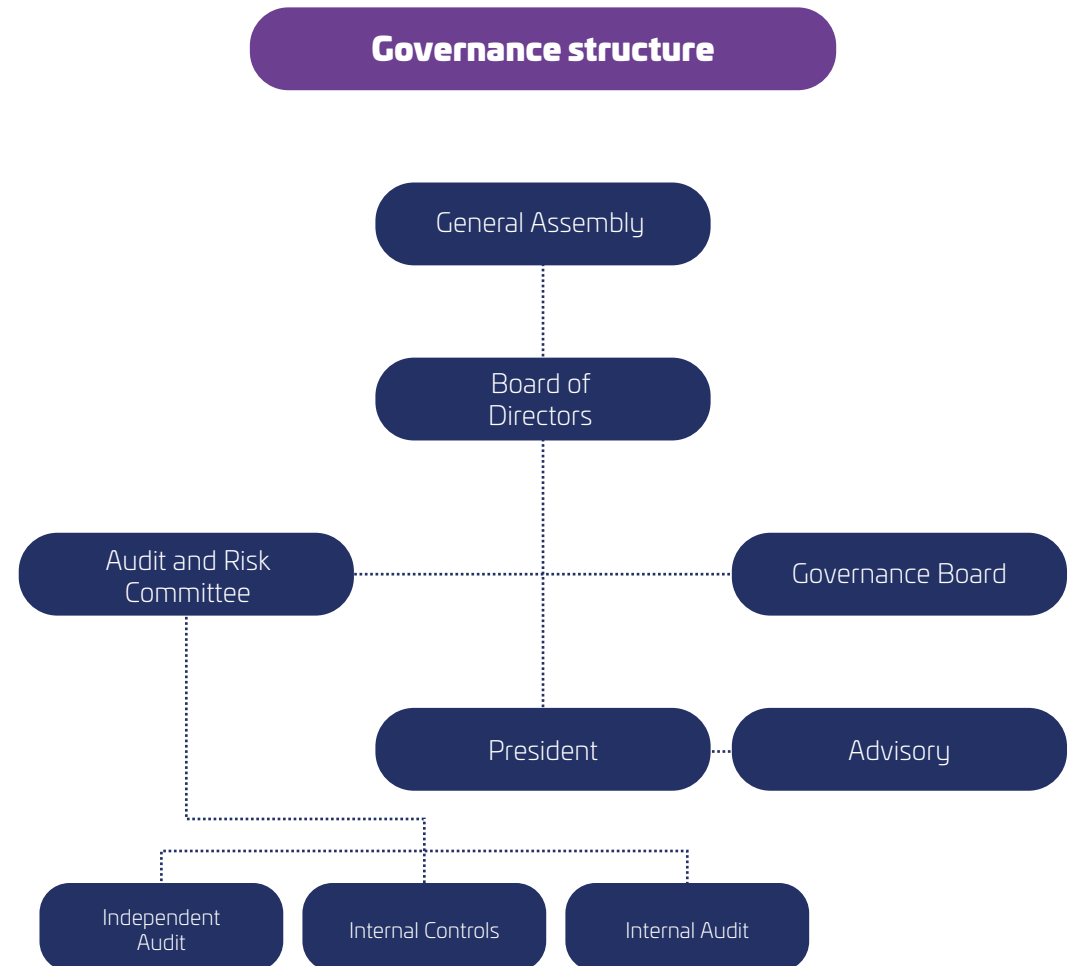 Governance structure
General Assembly
Board of
Directors
Audit and Risk
Committee
Governance Board
President
Advisory
Independent
Audit
Internal Controls
Internal Audit